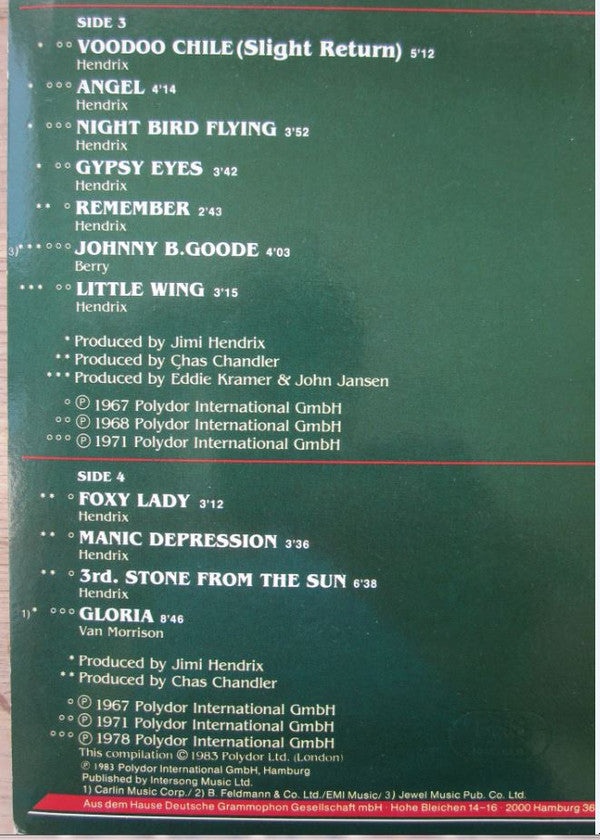 SIDE 3
* °° VOODOO CHILE (Slight Return) 5'12
Hendrix
* °°° ANGEL 4'14
Hendrix
* °°° NIGHT BIRD FLYING 3'52
Hendrix
* °° GYPSY EYES 3'42
Hendrix
** ° REMEMBER 2'43
Hendrix
3)*** °°° JOHNNY B.GOODE 4'03
Berry
*** °° LITTLE WING 3'15
Hendrix
* Produced by Jimi Hendrix
** Produced by Chas Chandler
*** Produced by Eddie Kramer & John Jansen
° ℗ 1967 Polydor International GmbH
°° ℗ 1968 Polydor International GmbH
°°° ℗ 1971 Polydor International GmbH
SIDE 4
** ° FOXY LADY 3'12
Hendrix
** ° MANIC DEPRESSION 3'36
Hendrix
** ° 3rd. STONE FROM THE SUN 6'38
Hendrix
1)* °°° GLORIA 8'46
Van Morrison
* Produced by Jimi Hendrix
** Produced by Chas Chandler
° ℗ 1967 Polydor International GmbH
°° ℗ 1971 Polydor International GmbH
°°° ℗ 1978 Polydor International GmbH
This compilation © 1983 Polydor Ltd. (London)
℗ 1983 Polydor International GmbH, Hamburg
Published by Intersong Music Ltd.
1) Carlin Music Corp./ 2) B. Feldmann & Co. Ltd./EMI Music/ 3) Jewel Music Pub. Co. Ltd.
Aus dem Hause Deutsche Grammophon Gesellschaft mbH · Hohe Bleichen 14–16 · 2000 Hamburg 36